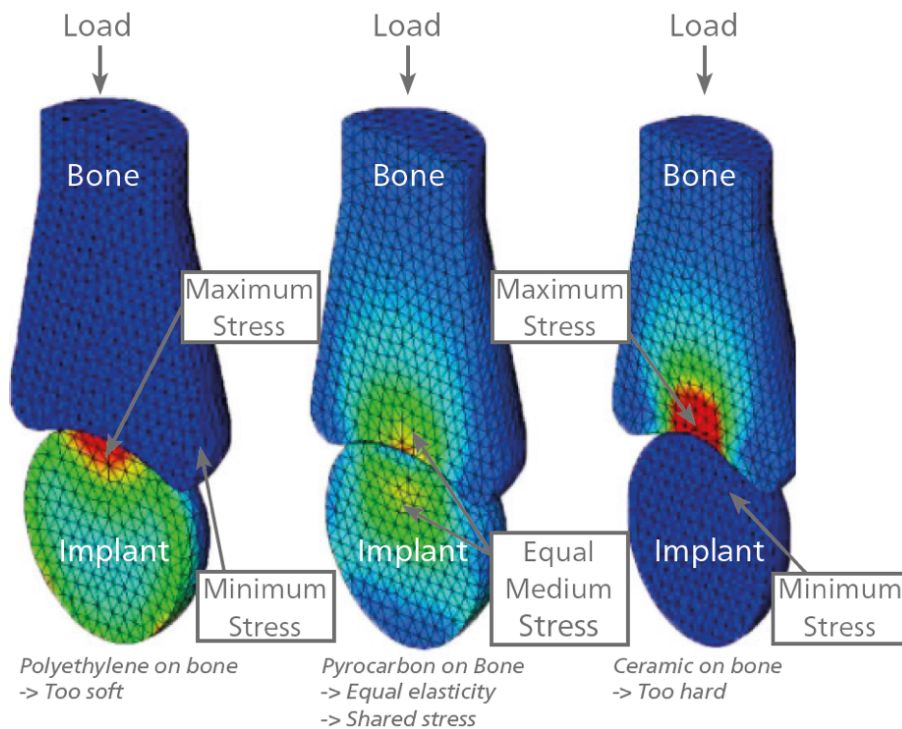 Load
Load
Load
Bone
Bone
Bone
Maximum
Stress
Maximum
Stress
Implant
Implant
Implant
Minimum
Stress
Equal
Medium
Stress
Minimum
Stress
Polyethylene on bone
-> Too soft
Pyrocarbon on Bone
-> Equal elasticity
-> Shared stress
Ceramic on bone
-> Too hard